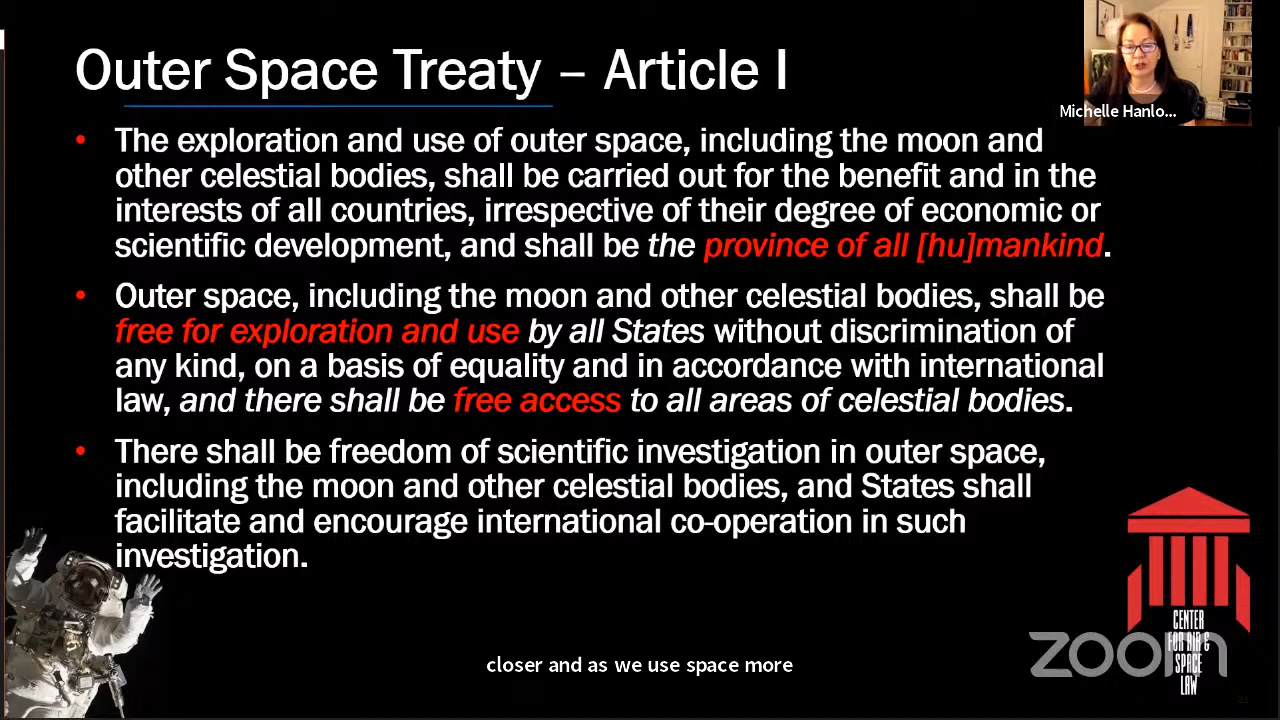 Outer Space Treaty – Article I
Michelle Hanlo...
• The exploration and use of outer space, including the moon and
other celestial bodies, shall be carried out for the benefit and in the
interests of all countries, irrespective of their degree of economic or
scientific development, and shall be the province of all [hu]mankind.
• Outer space, including the moon and other celestial bodies, shall be
free for exploration and use by all States without discrimination of
any kind, on a basis of equality and in accordance with international
law, and there shall be free access to all areas of celestial bodies.
• There shall be freedom of scientific investigation in outer space,
including the moon and other celestial bodies, and States shall
facilitate and encourage international co-operation in such
investigation.
CENTER
FOR AIR &
SPACE
LAW
zoom
closer and as we use space more